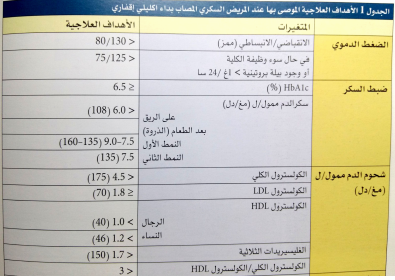 الجدول 1 الأهداف العلاجية الموصى بها عند المريض السكري المصاب بداء اكليلي إقفاري
المتغيرات الأهداف العلاجية
الضغط الدموي الانقباضي/الانبساطي (ممز) < 80/130
في حال سوء وظيفة الكلية < 75/125
أو وجود بيلة بروتينية > 1غ /24 سا
ضبط السكر HbA1c (%) ≤ 6.5
سكرالدم ممول/ل (مغ/دل) على الريق < 6.0 (108)
بعد الطعام (الذروة)
النمط الأول 7.5–9.0 (135–160)
النمط الثاني 7.5 (135)
شحوم الدم ممول/ل الكولسترول الكلي < 4.5 (175)
(مغ/دل) الكولسترول LDL ≤ 1.8 (70)
الكولسترول HDL
الرجال > 1.0 (40)
النساء > 1.2 (46)
الغليسيريدات الثلاثية < 1.7 (150)
الكولسترول الكلي/الكولسترول HDL < 3